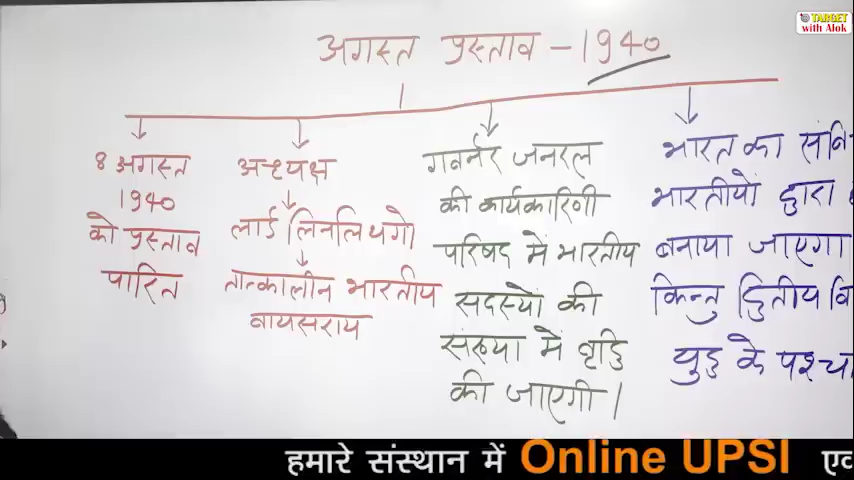 TARGET
with Alok
अगस्त प्रस्ताव - 1940
8 अगस्त
1940
को प्रस्ताव
पारित
अध्यक्ष
लार्ड लिनलिथगो
तात्कालीन भारतीय
वायसराय
गवर्नर जनरल
की कार्यकारिणी
परिषद में भारतीय
सदस्यों की
संख्या में वृद्धि
की जाएगी।
भारत का
भारतीयों द्वारा
बनाया जाएगा
किन्तु द्वितीय
युद्ध के
हमारे संस्थान में Online UPSI एव